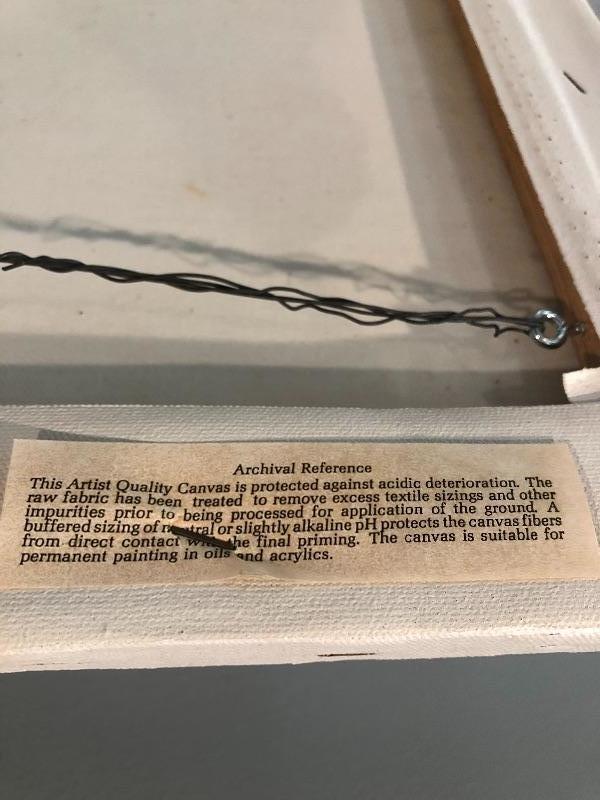 Archival Reference
This Artist Quality Canvas is protected against acidic deterioration. The
raw fabric has been treated to remove excess textile sizings and other
impurities prior to being processed for application of the ground. A
buffered sizing of neutral or slightly alkaline pH protects the canvas fibers
from direct contact with the final priming. The canvas is suitable for
permanent painting in oils and acrylics.